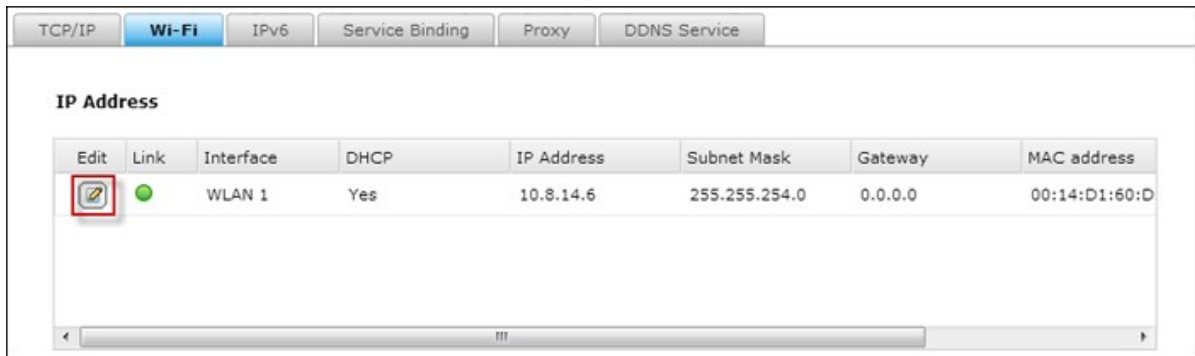 TCP/IP Wi-Fi IPv6 Service Binding Proxy DDNS Service
IP Address
Edit Link Interface DHCP IP Address Subnet Mask Gateway MAC address
WLAN 1 Yes 10.8.14.6 255.255.254.0 0.0.0.0 00:14:D1:60:D